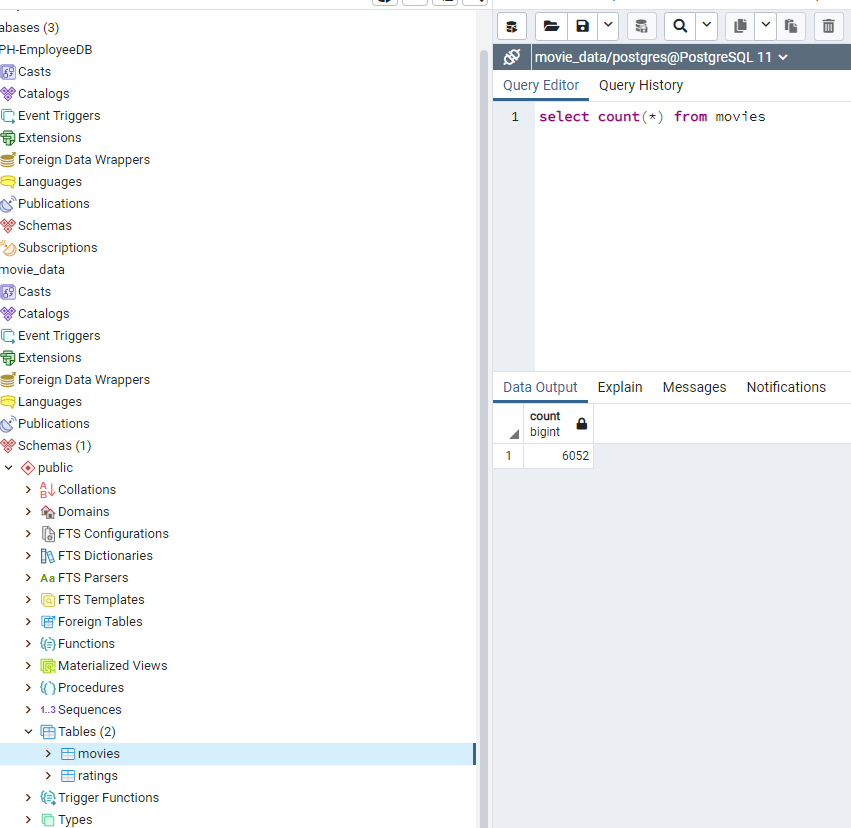 abases (3)
PH-EmployeeDB
Casts
Catalogs
Event Triggers
Extensions
Foreign Data Wrappers
Languages
Publications
Schemas
Subscriptions
movie_data
Casts
Catalogs
Event Triggers
Extensions
Foreign Data Wrappers
Languages
Publications
Schemas (1)
public
Collations
Domains
FTS Configurations
FTS Dictionaries
Aa FTS Parsers
FTS Templates
Foreign Tables
Functions
Materialized Views
Procedures
1..3 Sequences
Tables (2)
movies
ratings
Trigger Functions
Types
movie_data/postgres@PostgreSQL 11
Query Editor Query History
1 select count(*) from movies
Data Output Explain Messages Notifications
count
bigint
1 6052